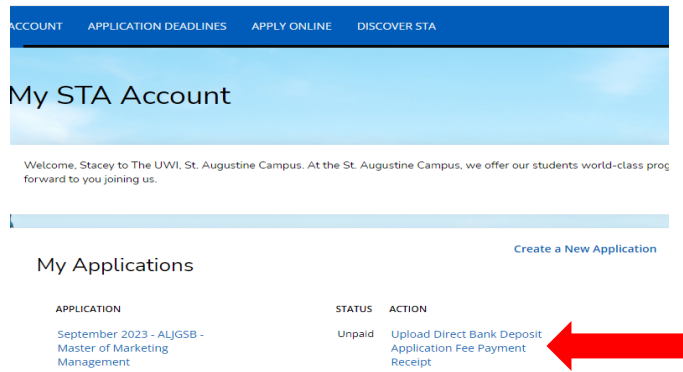 ACCOUNT APPLICATION DEADLINES APPLY ONLINE DISCOVER STA
My STA Account
Welcome, Stacey to The UWI, St. Augustine Campus. At the St. Augustine Campus, we offer our students world-class prog
forward to you joining us.
Create a New Application
My Applications
APPLICATION STATUS ACTION
September 2023 - ALJGSB - Unpaid Upload Direct Bank Deposit
Master of Marketing Application Fee Payment
Management Receipt